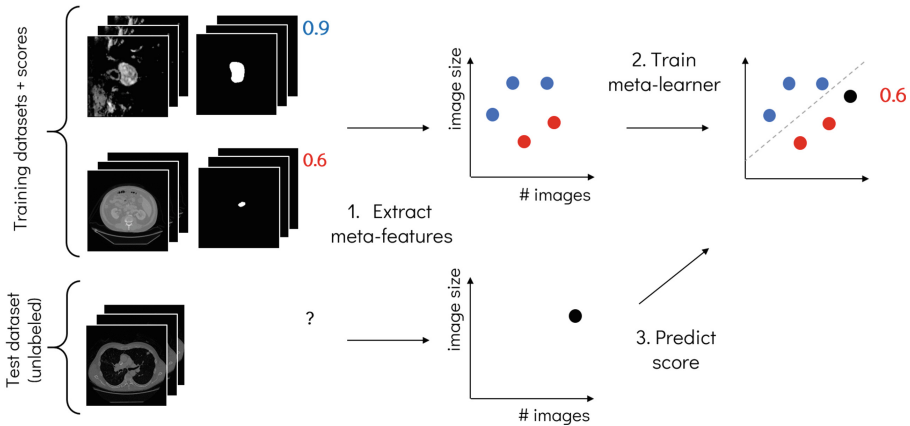 Training datasets + scores
0.9
0.6
1. Extract
meta-features
image size
# images
2. Train
meta-learner
0.6
Test dataset
(unlabeled)
?
image size
# images
3. Predict
score